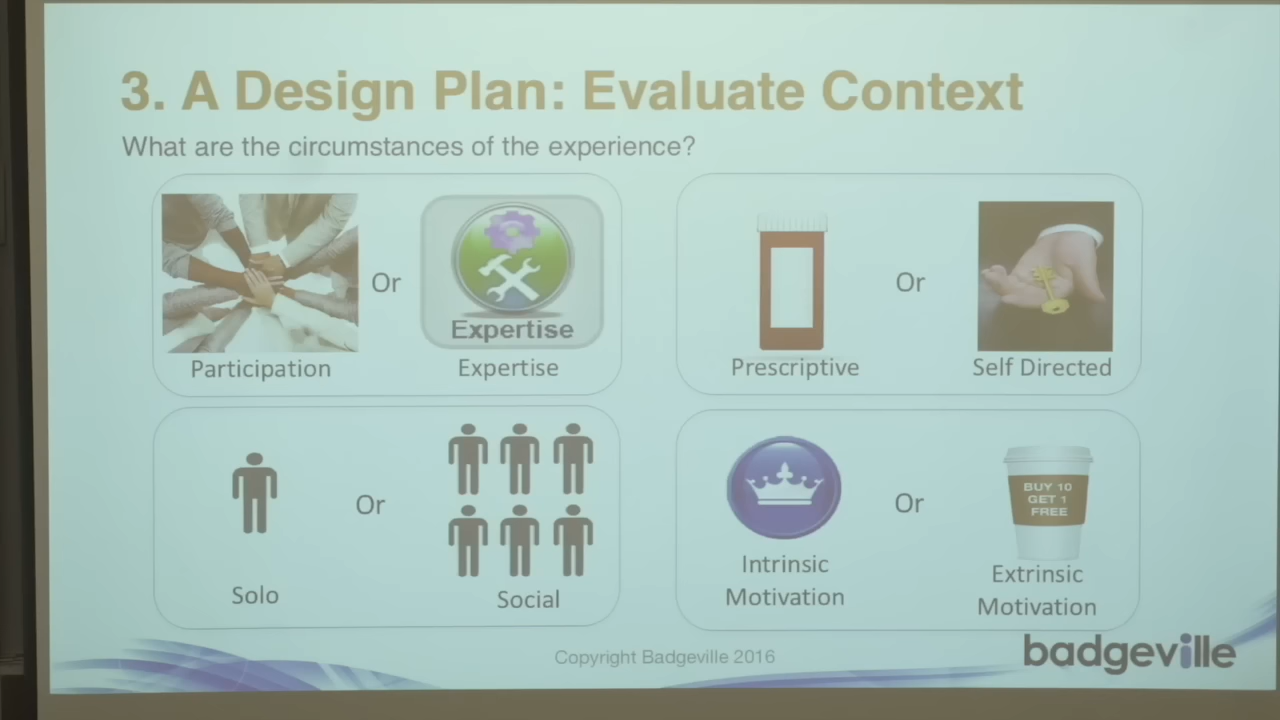 3. A Design Plan: Evaluate Context
What are the circumstances of the experience?
Or
Expertise
Participation
Expertise
Or
Prescriptive
Self Directed
Or
Solo
Social
Or
BUY 10
GET 1
FREE
Intrinsic
Motivation
Extrinsic
Motivation
Copyright Badgeville 2016
badgeville